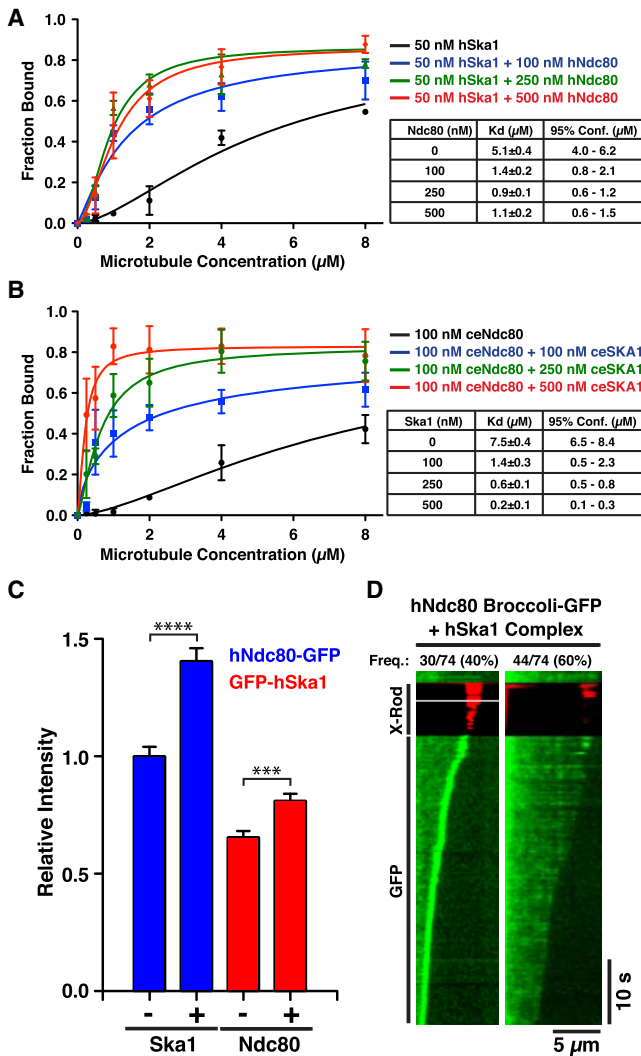 A
1.0
0.8
0.6
0.4
0.2
0.0
Fraction Bound
0 2 4 6 8
Microtubule Concentration (µM)
50 nM hSka1
50 nM hSka1 + 100 nM hNdc80
50 nM hSka1 + 250 nM hNdc80
50 nM hSka1 + 500 nM hNdc80
Ndc80 (nM) Kd (µM) 95% Conf. (µM)
0 5.1±0.4 4.0 - 6.2
100 1.4±0.2 0.8 - 2.1
250 0.9±0.1 0.6 - 1.2
500 1.1±0.2 0.6 - 1.5
B
1.0
0.8
0.6
0.4
0.2
0.0
Fraction Bound
0 2 4 6 8
Microtubule Concentration (µM)
100 nM ceNdc80
100 nM ceNdc80 + 100 nM ceSKA1
100 nM ceNdc80 + 250 nM ceSKA1
100 nM ceNdc80 + 500 nM ceSKA1
Ska1 (nM) Kd (µM) 95% Conf. (µM)
0 7.5±0.4 6.5 - 8.4
100 1.4±0.3 0.5 - 2.3
250 0.6±0.1 0.5 - 0.8
500 0.2±0.1 0.1 - 0.3
C
1.5
1.0
0.5
0.0
Relative Intensity
****
***
hNdc80-GFP
GFP-hSka1
- + - +
Ska1 Ndc80
D
hNdc80 Broccoli-GFP
+ hSka1 Complex
Freq.: 30/74 (40%) 44/74 (60%)
X-Rod
GFP
10 s
5 µm